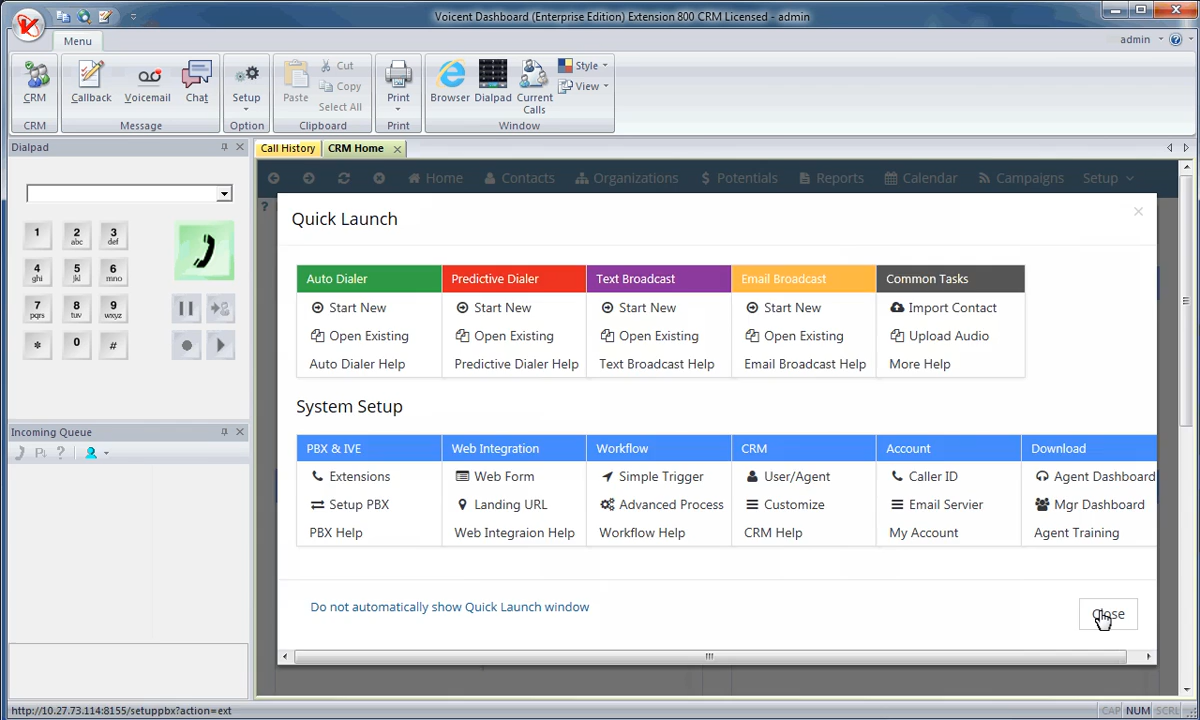 Voicent Dashboard (Enterprise Edition) Extension 800 CRM Licensed - admin
Menu
admin
CRM
Callback
Voicemail
Chat
Setup
Paste
Cut
Copy
Select All
Print
Browser
Dialpad
Current Calls
Style
View
CRM
Message
Option
Clipboard
Print
Window
Dialpad
Call History
CRM Home
Home
Contacts
Organizations
Potentials
Reports
Calendar
Campaigns
Setup
1
2 abc
3 def
4 ghi
5 jkl
6 mno
7 pqrs
8 tuv
9 wxyz
*
0
#
Incoming Queue
Quick Launch
Auto Dialer
Predictive Dialer
Text Broadcast
Email Broadcast
Common Tasks
Start New
Start New
Start New
Start New
Import Contact
Open Existing
Open Existing
Open Existing
Open Existing
Upload Audio
Auto Dialer Help
Predictive Dialer Help
Text Broadcast Help
Email Broadcast Help
More Help
System Setup
PBX & IVE
Web Integration
Workflow
CRM
Account
Download
Extensions
Web Form
Simple Trigger
User/Agent
Caller ID
Agent Dashboard
Setup PBX
Landing URL
Advanced Process
Customize
Email Servier
Mgr Dashboard
PBX Help
Web Integraion Help
Workflow Help
CRM Help
My Account
Agent Training
Do not automatically show Quick Launch window
Close
http://10.27.73.114:8155/setuppbx?action=ext
CAP NUM SCRL